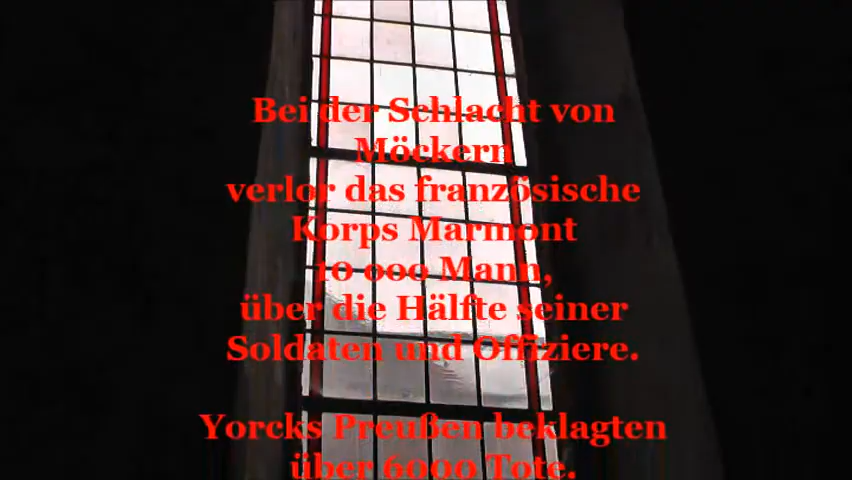 Bei der Schlacht von
Möckern
verlor das französische
Korps Marmont
10 000 Mann,
über die Hälfte seiner
Soldaten und Offiziere.
Yorcks Preußen beklagten
über 6000 Tote.